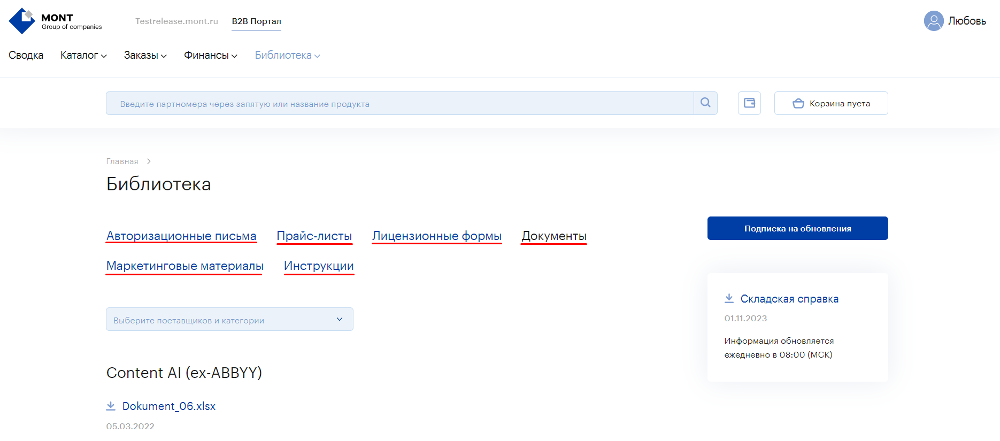 MONT
Group of companies
Testrelease.mont.ru
B2B Портал
Любовь
Сводка
Каталог
Заказы
Финансы
Библиотека
Введите партномера через запятую или название продукта
Корзина пуста
Главная
Библиотека
Авторизационные письма
Прайс-листы
Лицензионные формы
Документы
Подписка на обновления
Маркетинговые материалы
Инструкции
Складская справка
01.11.2023
Информация обновляется
ежедневно в 08:00 (МСК)
Выберите поставщиков и категории
Content AI (ex-ABBYY)
Dokument_06.xlsx
05.03.2022